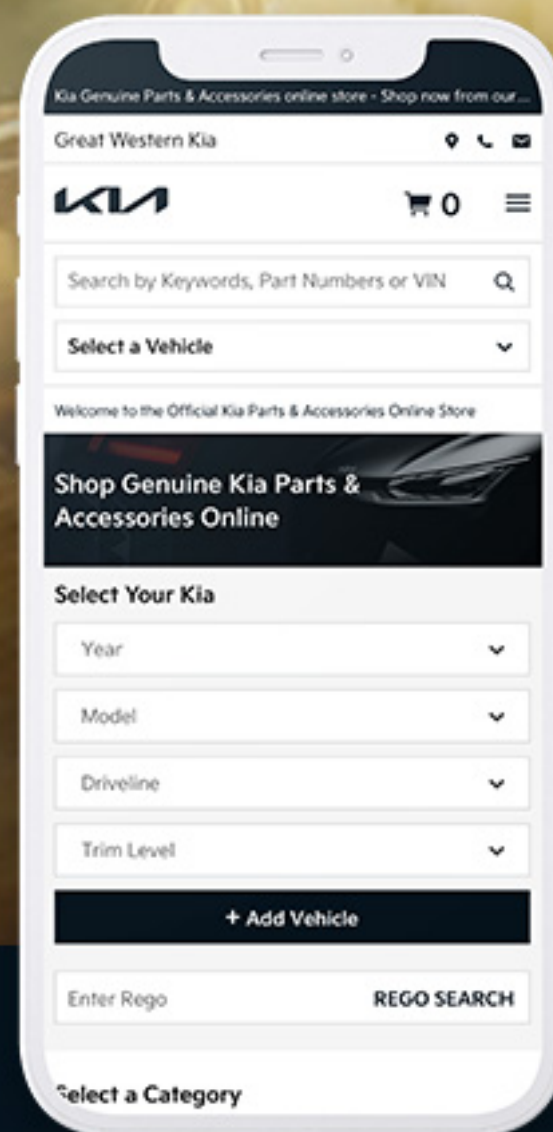 Kia Genuine Parts & Accessories online store - Shop now from our...
Great Western Kia
KIA
0
Search by Keywords, Part Numbers or VIN
Select a Vehicle
Welcome to the Official Kia Parts & Accessories Online Store
Shop Genuine Kia Parts &
Accessories Online
Select Your Kia
Year
Model
Driveline
Trim Level
+ Add Vehicle
Enter Rego REGO SEARCH
Select a Category